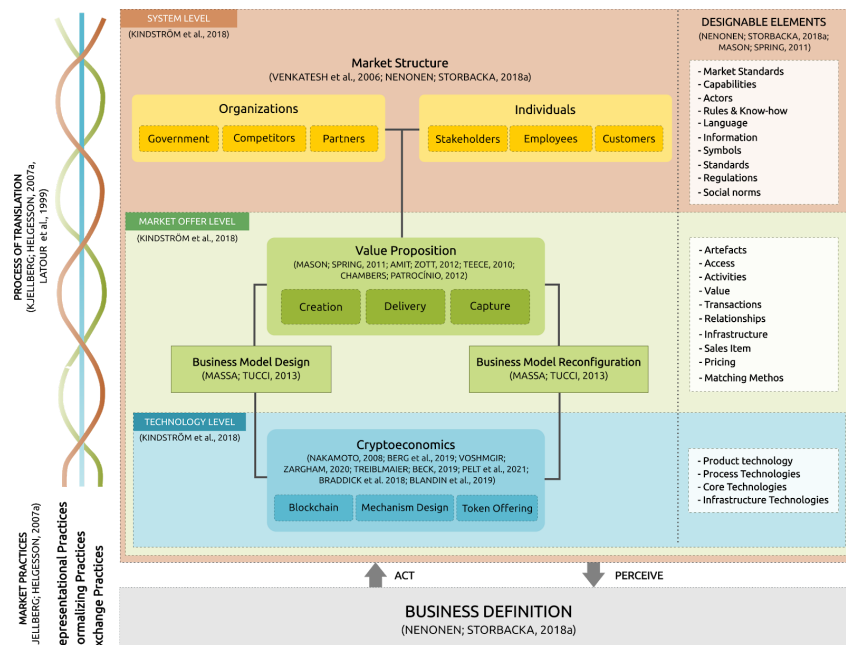 SYSTEM LEVEL
(KINDSTRÖM et al., 2018)
Market Structure
(VENKATESH et al., 2006; NENONEN; STORBACKA, 2018a)
Organizations
Government
Competitors
Partners
Individuals
Stakeholders
Employees
Customers
DESIGNABLE ELEMENTS
(NENONEN; STORBACKA, 2018a;
MASON; SPRING, 2011)
- Market Standards
- Capabilities
- Actors
- Rules & Know-how
- Language
- Information
- Symbols
- Standards
- Regulations
- Social norms
MARKET OFFER LEVEL
(KINDSTRÖM et al., 2018)
Value Proposition
(MASON; SPRING, 2011; AMIT; ZOTT, 2012; TEECE, 2010;
CHAMBERS; PATROCÍNIO, 2012)
Creation
Delivery
Capture
Business Model Design
(MASSA; TUCCI, 2013)
Business Model Reconfiguration
(MASSA; TUCCI, 2013)
- Artefacts
- Access
- Activities
- Value
- Transactions
- Relationships
- Infrastructure
- Sales Item
- Pricing
- Matching Methos
TECHNOLOGY LEVEL
(KINDSTRÖM et al., 2018)
Cryptoeconomics
(NAKAMOTO, 2008; BERG et al., 2019; VOSHMGIR;
ZARGHAM, 2020; TREIBLMAIER; BECK, 2019; PELT et al., 2021;
BRADDICK et al. 2018; BLANDIN et al., 2019)
Blockchain
Mechanism Design
Token Offering
- Product technology
- Process Technologies
- Core Technologies
- Infrastructure Technologies
PROCESS OF TRANSLATION
(KJELLBERG; HELGESSON, 2007a,
LATOUR et al., 1999)
MARKET PRACTICES
JELLBERG; HELGESSON, 2007a)
epresentational Practices
ormalizing Practices
xchange Practices
ACT
PERCEIVE
BUSINESS DEFINITION
(NENONEN; STORBACKA, 2018a)